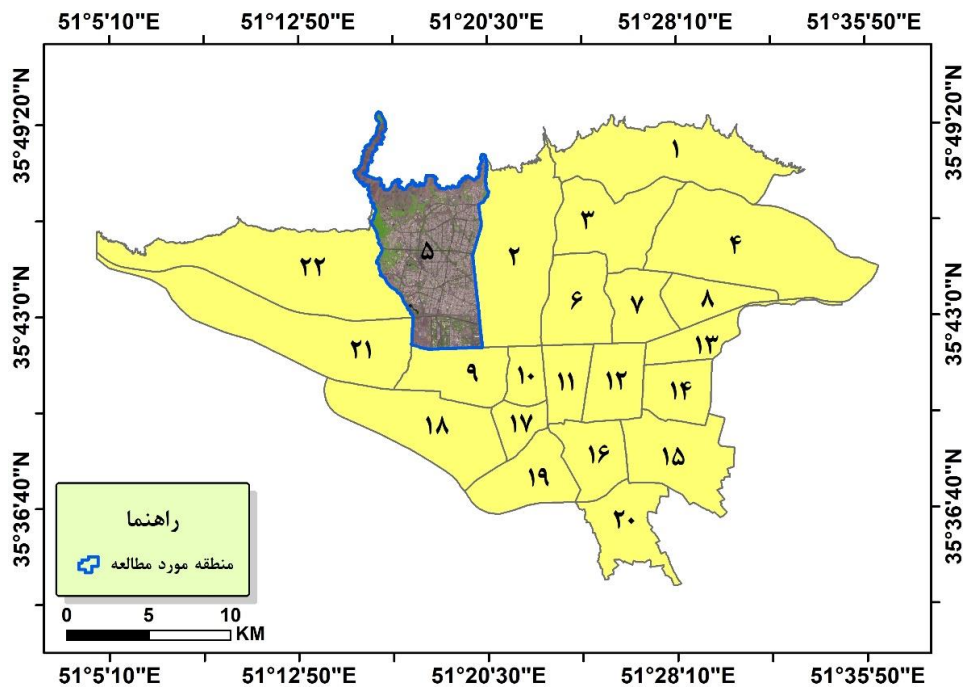 51°5'10"E 51°12'50"E 51°20'30"E 51°28'10"E 51°35'50"E
35°49'20"N 35°49'20"N
۱
۳
۴
۵ ۲
۲۲
۶ ۷ ۸
35°43'0"N 35°43'0"N
۲۱ ۱۳
۹ ۱۰ ۱۱ ۱۲ ۱۴
۱۸ ۱۷
۱۹ ۱۶ ۱۵
35°36'40"N 35°36'40"N
۲۰
راهنما
منطقه مورد مطالعه
0 5 10
KM
51°5'10"E 51°12'50"E 51°20'30"E 51°28'10"E 51°35'50"E